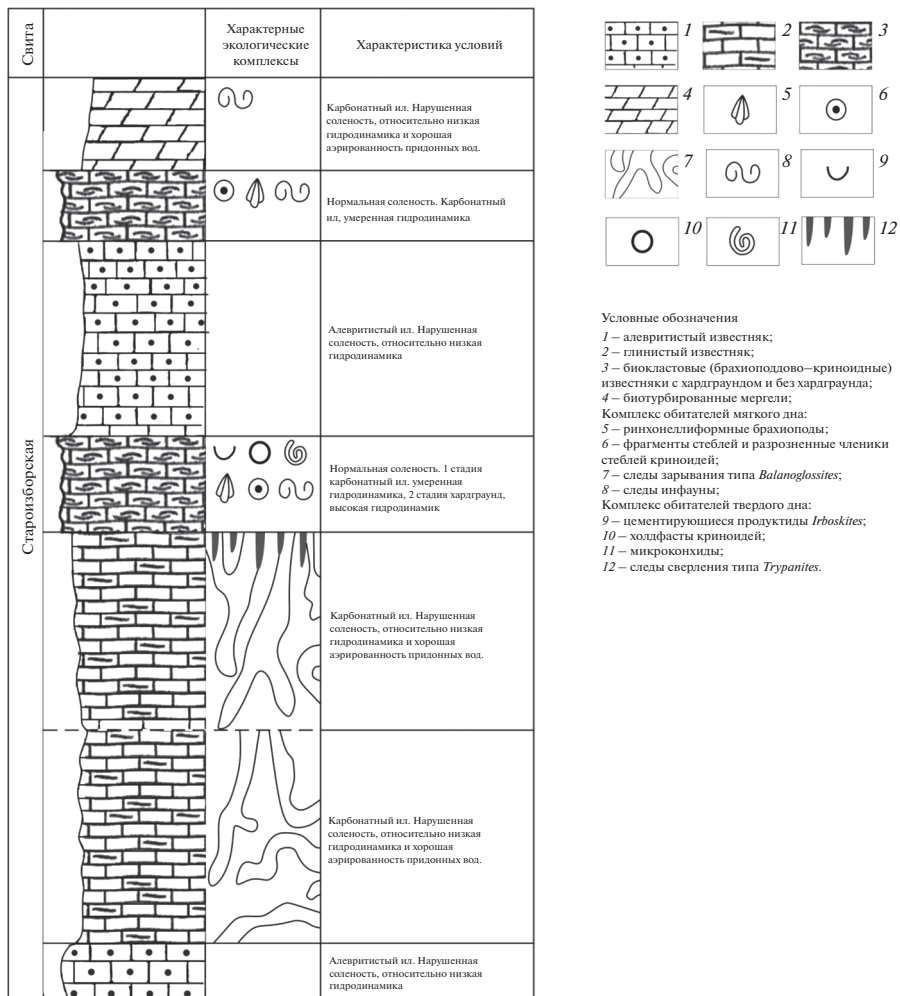 Свита
Характерные
экологические
комплексы
Характеристика условий
Староизборская
Карбонатный ил. Нарушенная
соленость, относительно низкая
гидродинамика и хорошая
аэрированность придонных вод.
Нормальная соленость. Карбонатный
ил, умеренная гидродинамика
Алевритистый ил. Нарушенная
соленость, относительно низкая
гидродинамика
Нормальная соленость. 1 стадия
карбонатный ил. умеренная
гидродинамика, 2 стадия хардграунд,
высокая гидродинамик
Карбонатный ил. Нарушенная
соленость, относительно низкая
гидродинамика и хорошая
аэрированность придонных вод.
Карбонатный ил. Нарушенная
соленость, относительно низкая
гидродинамика и хорошая
аэрированность придонных вод.
Алевритистый ил. Нарушенная
соленость, относительно низкая
гидродинамика
1 2 3
4 5 6
7 8 9
10 11 12
Условные обозначения
1 – алевритистый известняк;
2 – глинистый известняк;
3 – биокластовые (брахиоподдово–криноидные)
известняки с хардграундом и без хардграунда;
4 – биотурбированные мергели;
Комплекс обитателей мягкого дна:
5 – ринхонеллиформные брахиоподы;
6 – фрагменты стеблей и разрозненные членики
стеблей криноидей;
7 – следы зарывания типа Balanoglossites;
8 – следы инфауны;
Комплекс обитателей твердого дна:
9 – цементирующиеся продуктиды Irboskites;
10 – холдфасты криноидей;
11 – микроконхиды;
12 – следы сверления типа Trypanites.